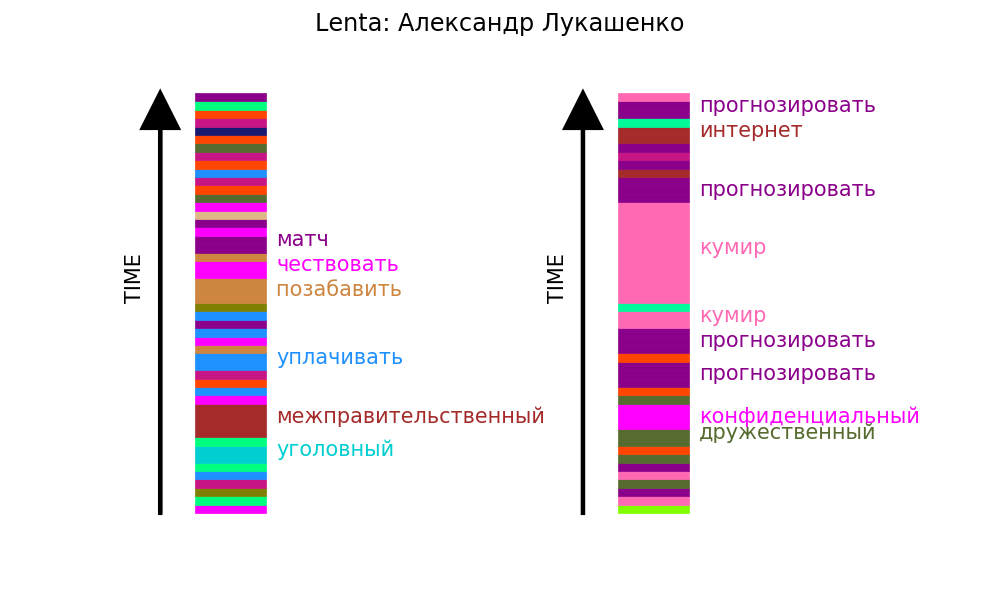 Lenta: Александр Лукашенко
TIME
матч
чествовать
позабавить
уплачивать
межправительственный
уголовный
TIME
прогнозировать
интернет
прогнозировать
кумир
кумир
прогнозировать
прогнозировать
конфиденциальный
дружественный